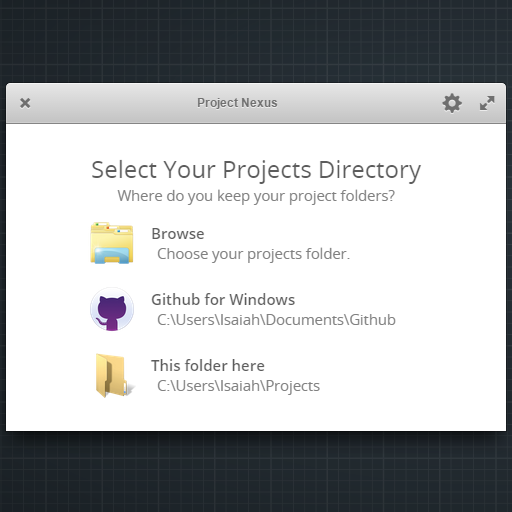 Project Nexus
Select Your Projects Directory
Where do you keep your project folders?
Browse
Choose your projects folder.
Github for Windows
C:\Users\Isaiah\Documents\Github
This folder here
C:\Users\Isaiah\Projects